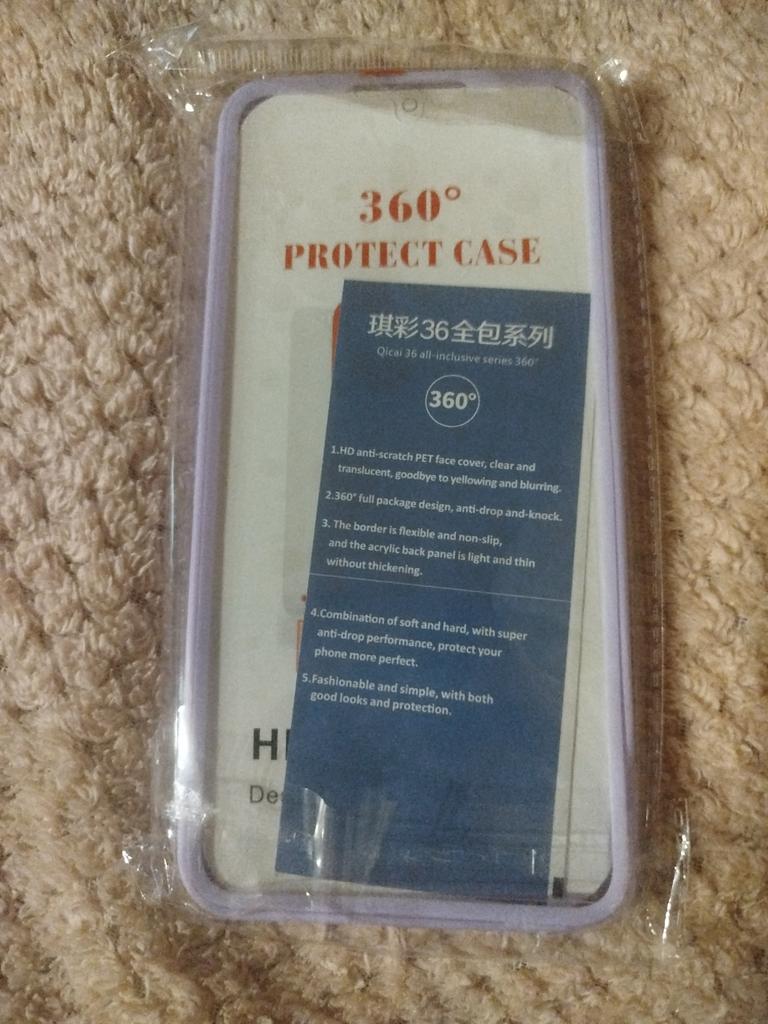 360°
PROTECT CASE
琪彩36全包系列
Qicai 36 all-inclusive series 360°
360°
1.HD anti-scratch PET face cover, clear and
translucent, goodbye to yellowing and blurring.
2.360° full package design, anti-drop and-knock.
3. The border is flexible and non-slip,
and the acrylic back panel is light and thin
without thickening.
4.Combination of soft and hard, with super
anti-drop performance, protect your
phone more perfect.
5.Fashionable and simple, with both
good looks and protection.